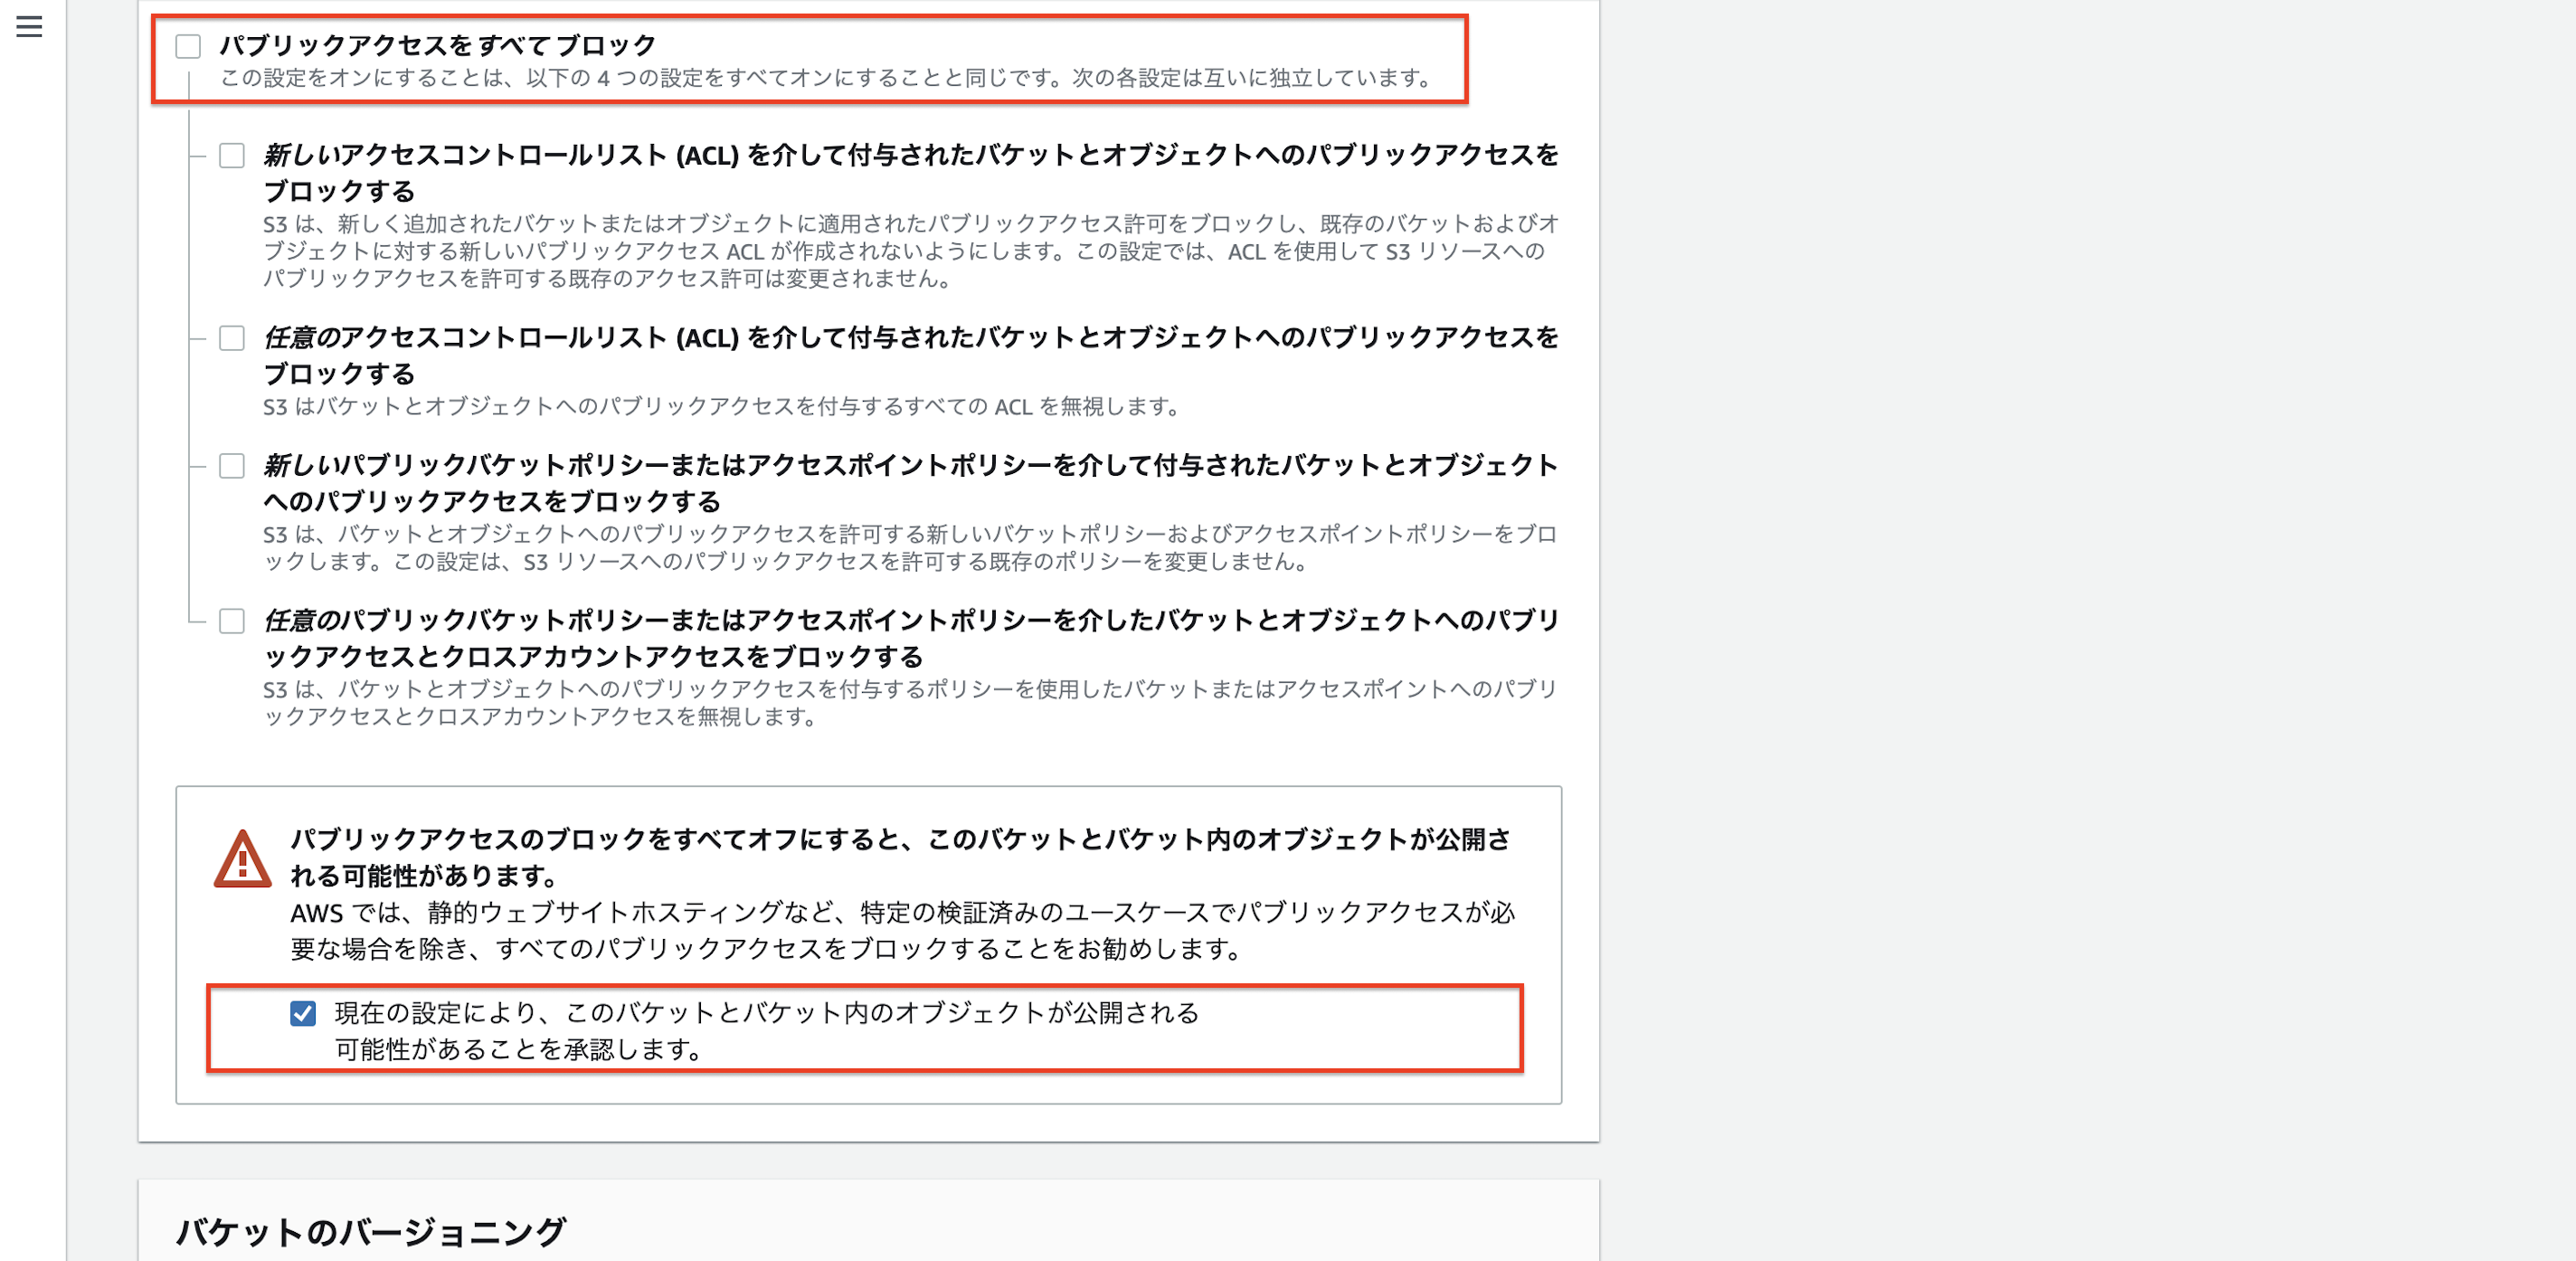 パブリックアクセスをすべて ブロック
この設定をオンにすることは、以下の 4 つの設定をすべてオンにすることと同じです。次の各設定は互いに独立しています。
新しいアクセスコントロールリスト (ACL) を介して付与されたバケットとオブジェクトへのパブリックアクセスを
ブロックする
S3 は、新しく追加されたバケットまたはオブジェクトに適用されたパブリックアクセス許可をブロックし、既存のバケットおよびオ
ブジェクトに対する新しいパブリックアクセス ACL が作成されないようにします。この設定では、ACL を使用して S3 リソースへの
パブリックアクセスを許可する既存のアクセス許可は変更されません。
任意のアクセスコントロールリスト (ACL) を介して付与されたバケットとオブジェクトへのパブリックアクセスを
ブロックする
S3 はバケットとオブジェクトへのパブリックアクセスを付与するすべての ACL を無視します。
新しいパブリックバケットポリシーまたはアクセスポイントポリシーを介して付与されたバケットとオブジェクト
へのパブリックアクセスをブロックする
S3 は、バケットとオブジェクトへのパブリックアクセスを許可する新しいバケットポリシーおよびアクセスポイントポリシーをブロ
ックします。この設定は、S3 リソースへのパブリックアクセスを許可する既存のポリシーを変更しません。
任意のパブリックバケットポリシーまたはアクセスポイントポリシーを介したバケットとオブジェクトへのパブリ
ックアクセスとクロスアカウントアクセスをブロックする
S3 は、バケットとオブジェクトへのパブリックアクセスを付与するポリシーを使用したバケットまたはアクセスポイントへのパブリ
ックアクセスとクロスアカウントアクセスを無視します。
パブリックアクセスのブロックをすべてオフにすると、このバケットとバケット内のオブジェクトが公開さ
れる可能性があります。
AWS では、静的ウェブサイトホスティングなど、特定の検証済みのユースケースでパブリックアクセスが必
要な場合を除き、すべてのパブリックアクセスをブロックすることをお勧めします。
現在の設定により、このバケットとバケット内のオブジェクトが公開される
可能性があることを承認します。
バケットのバージョニング